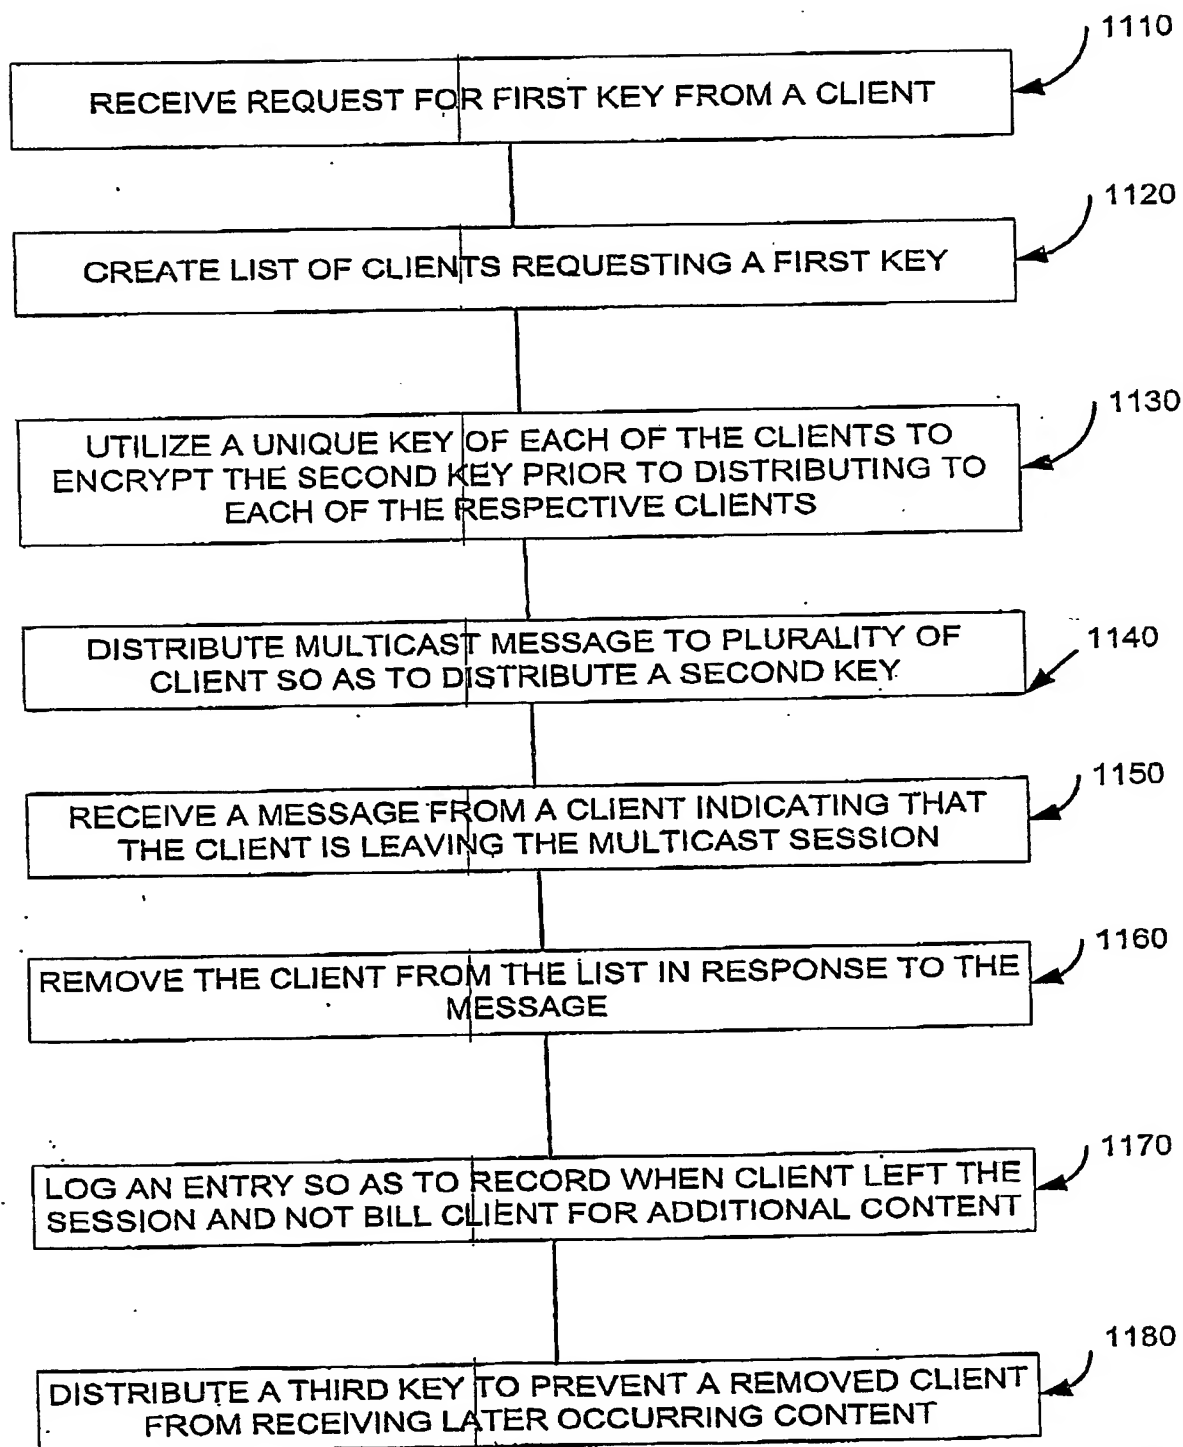 1110
RECEIVE REQUEST FOR FIRST KEY FROM A CLIENT
1120
CREATE LIST OF CLIENTS REQUESTING A FIRST KEY
1130
UTILIZE A UNIQUE KEY OF EACH OF THE CLIENTS TO
ENCRYPT THE SECOND KEY PRIOR TO DISTRIBUTING TO
EACH OF THE RESPECTIVE CLIENTS
1140
DISTRIBUTE MULTICAST MESSAGE TO PLURALITY OF
CLIENT SO AS TO DISTRIBUTE A SECOND KEY
1150
RECEIVE A MESSAGE FROM A CLIENT INDICATING THAT
THE CLIENT IS LEAVING THE MULTICAST SESSION
1160
REMOVE THE CLIENT FROM THE LIST IN RESPONSE TO THE
MESSAGE
1170
LOG AN ENTRY SO AS TO RECORD WHEN CLIENT LEFT THE
SESSION AND NOT BILL CLIENT FOR ADDITIONAL CONTENT
1180
DISTRIBUTE A THIRD KEY TO PREVENT A REMOVED CLIENT
FROM RECEIVING LATER OCCURRING CONTENT